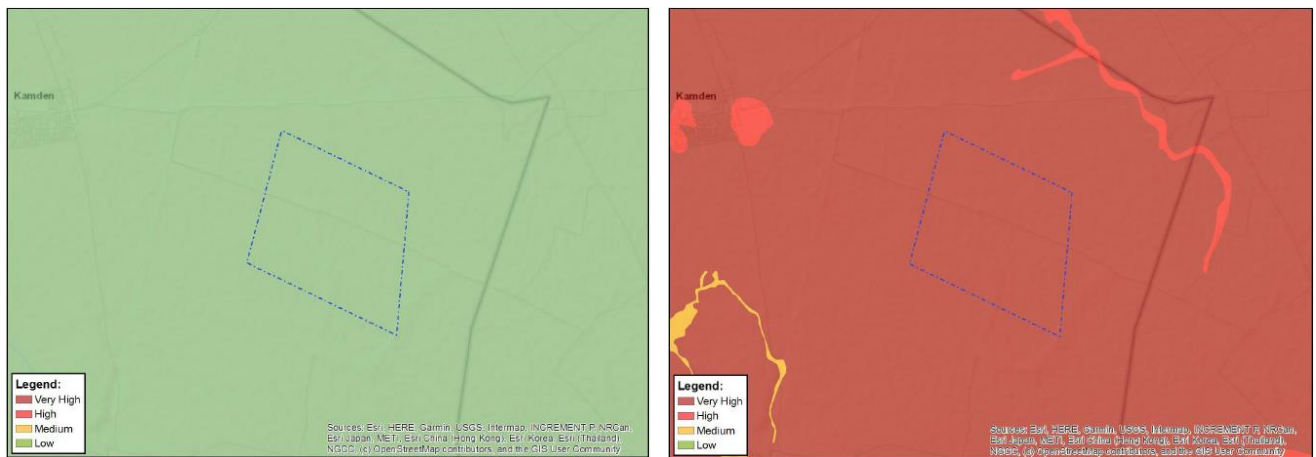 Kamden
Legend:
Very High
High
Medium
Low
Sources: Esri, HERE, Garmin, USGS, Intermap, INCREMENT P, NRCan,
Esri Japan, METI, Esri China (Hong Kong), Esri Korea, Esri (Thailand),
NGCC, (c) OpenStreetMap contributors, and the GIS User Community
Kamden
Legend:
Very High
High
Medium
Low
Sources: Esri, HERE, Garmin, USGS, Intermap, INCREMENT P, NRCan,
Esri Japan, METI, Esri China (Hong Kong), Esri Korea, Esri (Thailand),
NGCC, (c) OpenStreetMap contributors, and the GIS User Community